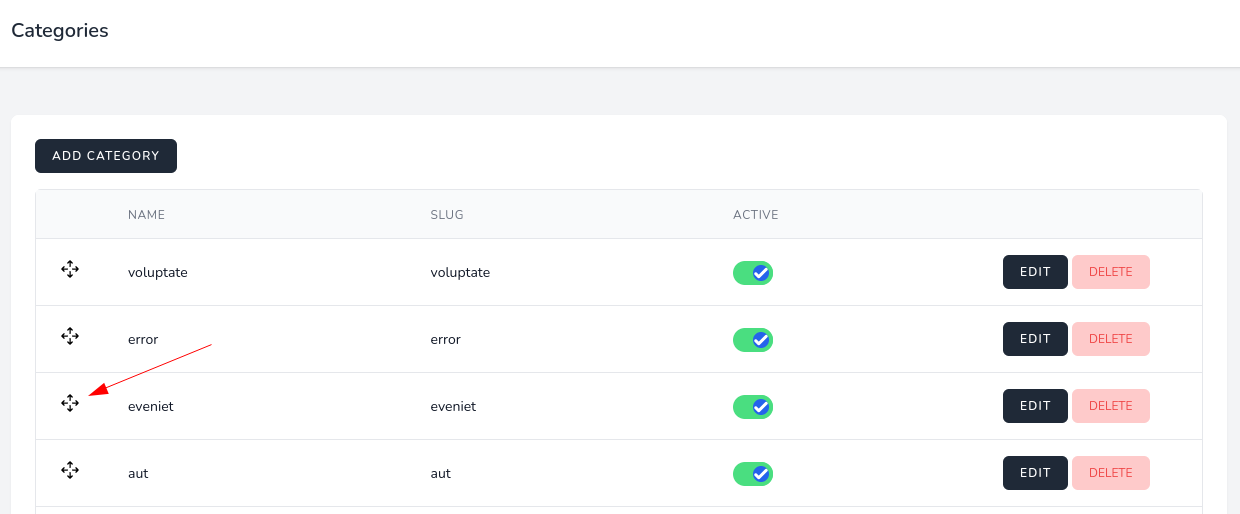 Categories
ADD CATEGORY
NAME SLUG ACTIVE
voluptate voluptate EDIT DELETE
error error EDIT DELETE
eveniet eveniet EDIT DELETE
aut aut EDIT DELETE